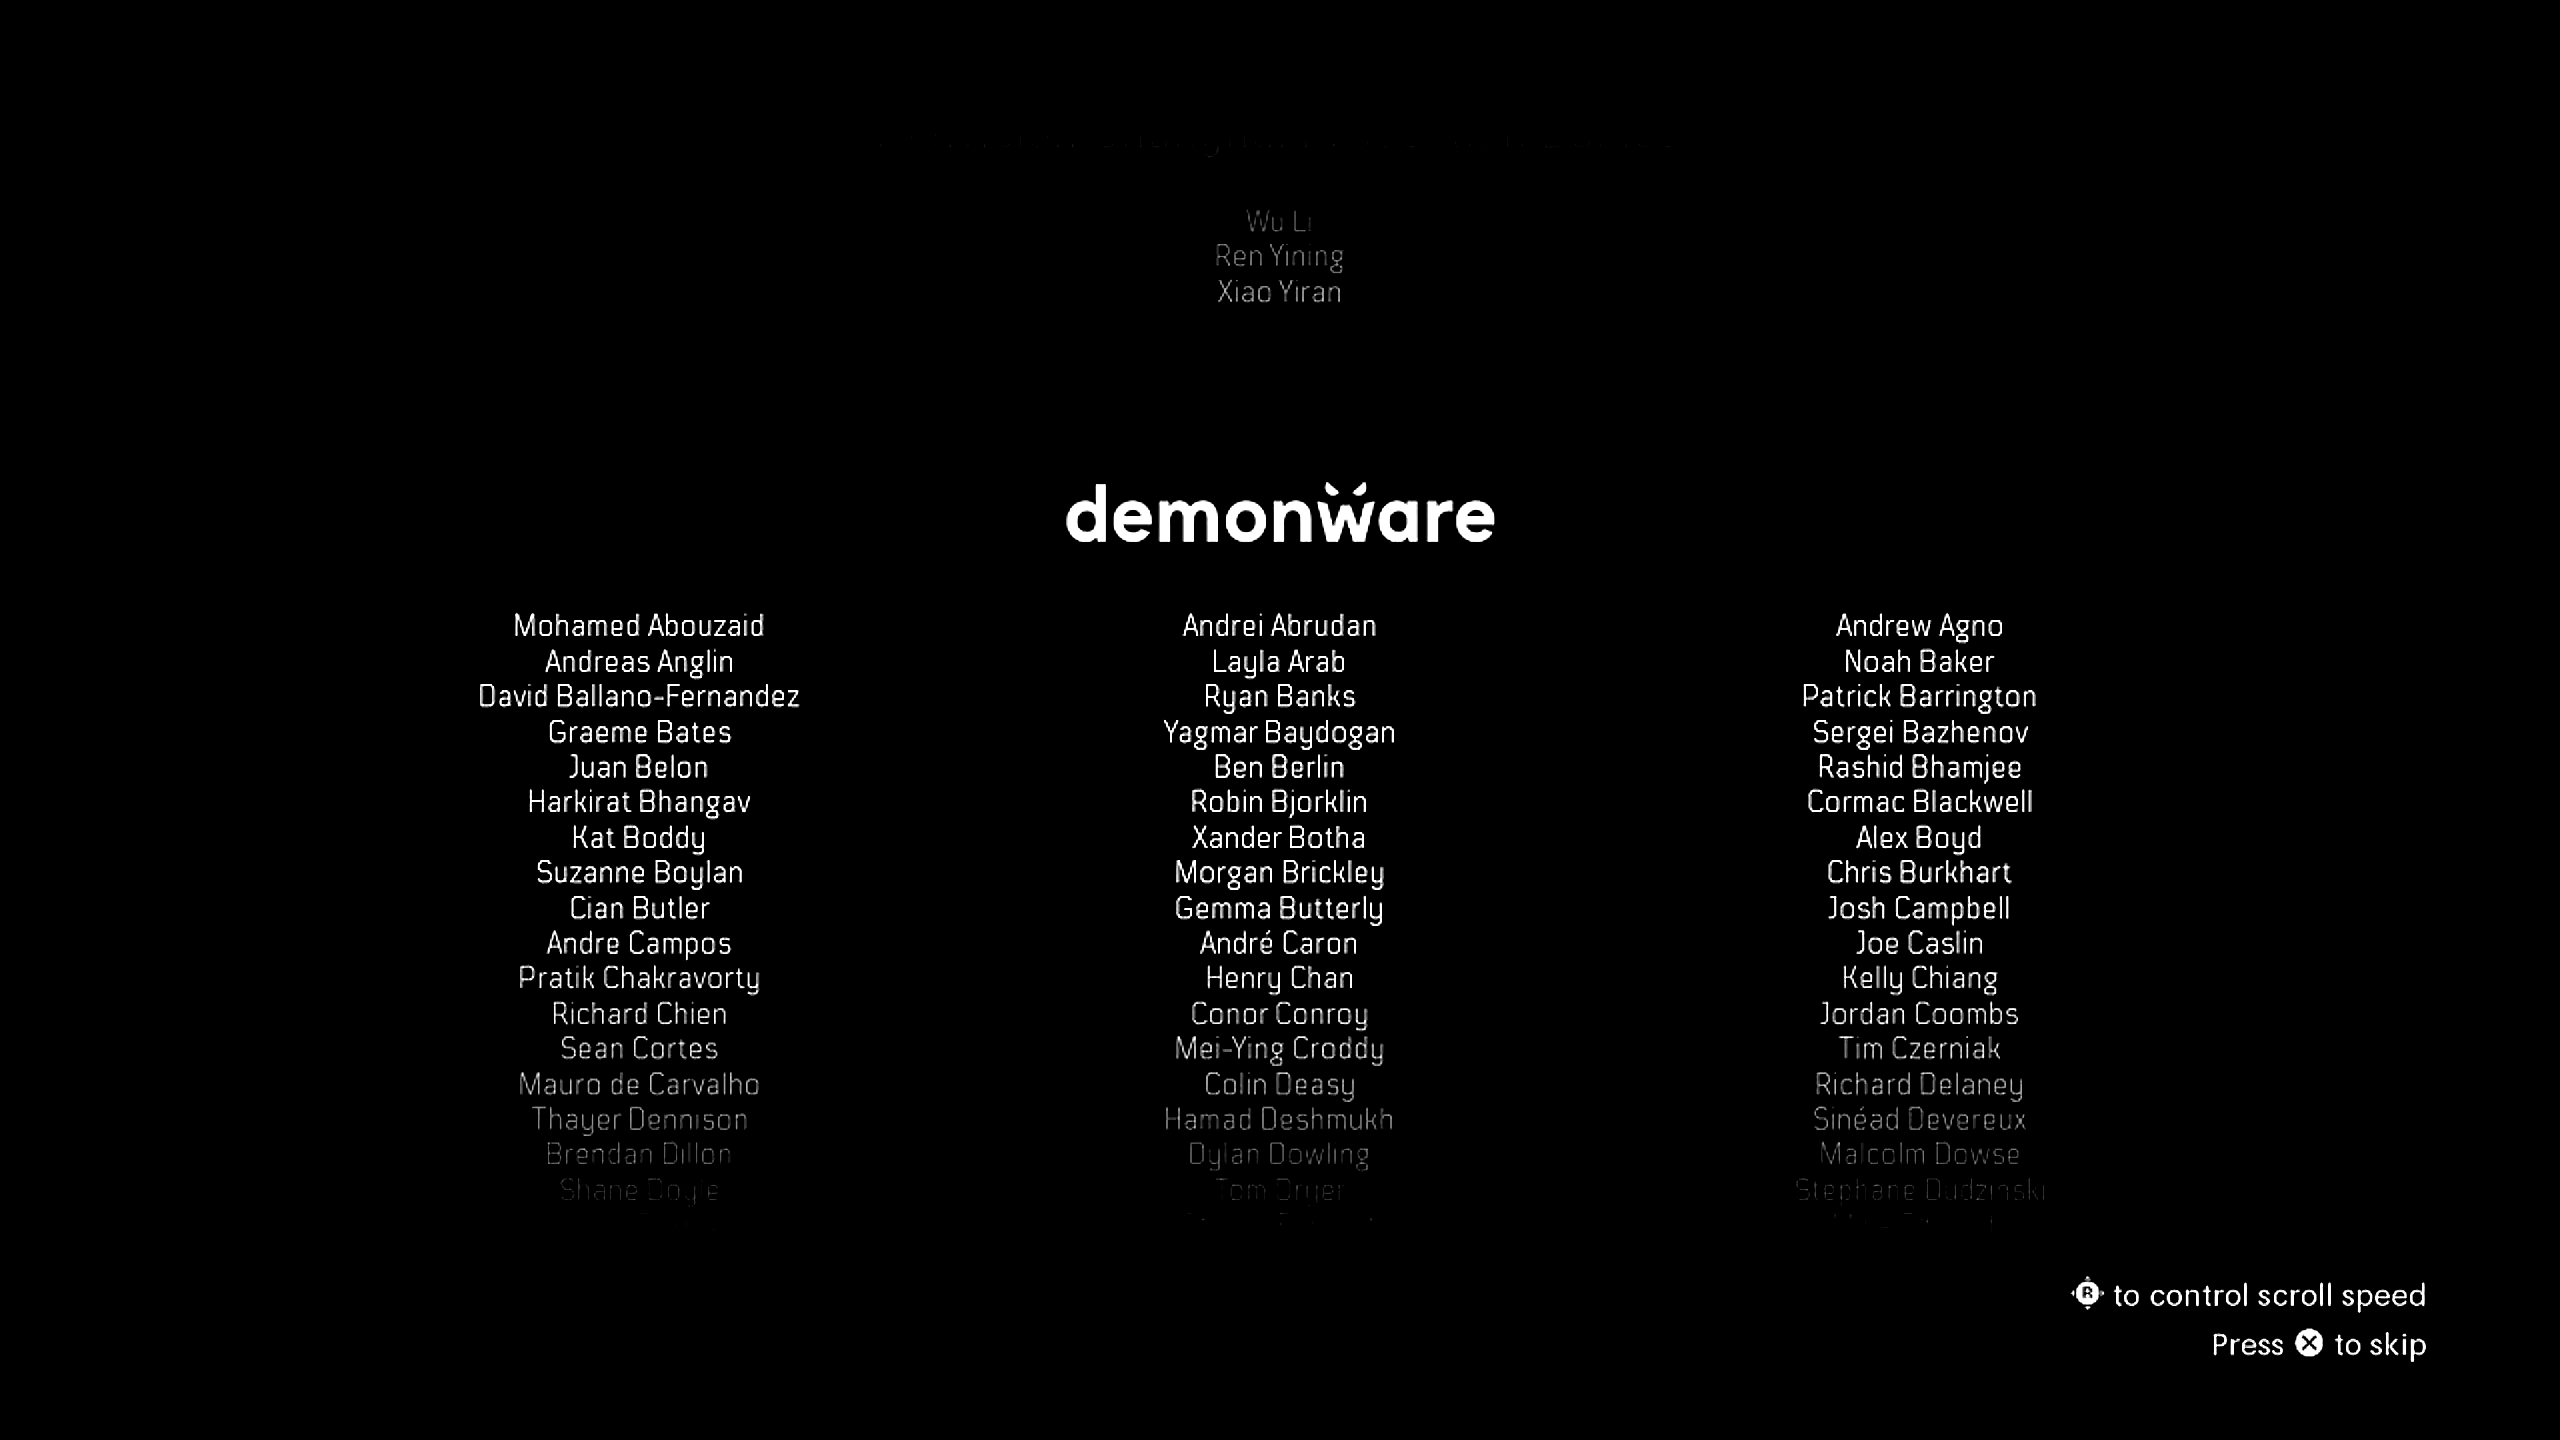 Wu Li
Ren Yining
Xiao Yiran
demonware
Mohamed Abouzaid Andrei Abrudan Andrew Agno
Andreas Anglin Layla Arab Noah Baker
David Ballano-Fernandez Ryan Banks Patrick Barrington
Graeme Bates Yagmar Baydogan Sergei Bazhenov
Juan Belon Ben Berlin Rashid Bhamjee
Harkirat Bhangav Robin Bjorklin Cormac Blackwell
Kat Boddy Xander Botha Alex Boyd
Suzanne Boylan Morgan Brickley Chris Burkhart
Cian Butler Gemma Butterly Josh Campbell
Andre Campos André Caron Joe Caslin
Pratik Chakravorty Henry Chan Kelly Chiang
Richard Chien Conor Conroy Jordan Coombs
Sean Cortes Mei-Ying Croddy Tim Czerniak
Mauro de Carvalho Colin Deasy Richard Delaney
Thayer Dennison Hamad Deshmukh Sinéad Devereux
Brendan Dillon Dylan Dowling Malcolm Dowse
Shane Doyle Tom Dryer Stephane Dudzinski
R to control scroll speed
Press X to skip